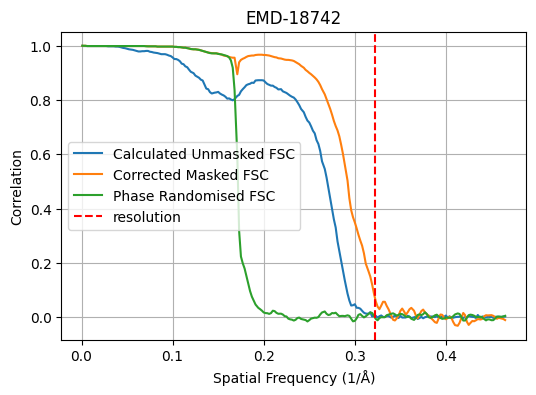 EMD-18742
1.0
0.8
0.6
0.4
0.2
0.0
Correlation
Calculated Unmasked FSC
Corrected Masked FSC
Phase Randomised FSC
resolution
0.0
0.1
0.2
0.3
0.4
Spatial Frequency (1/Å)